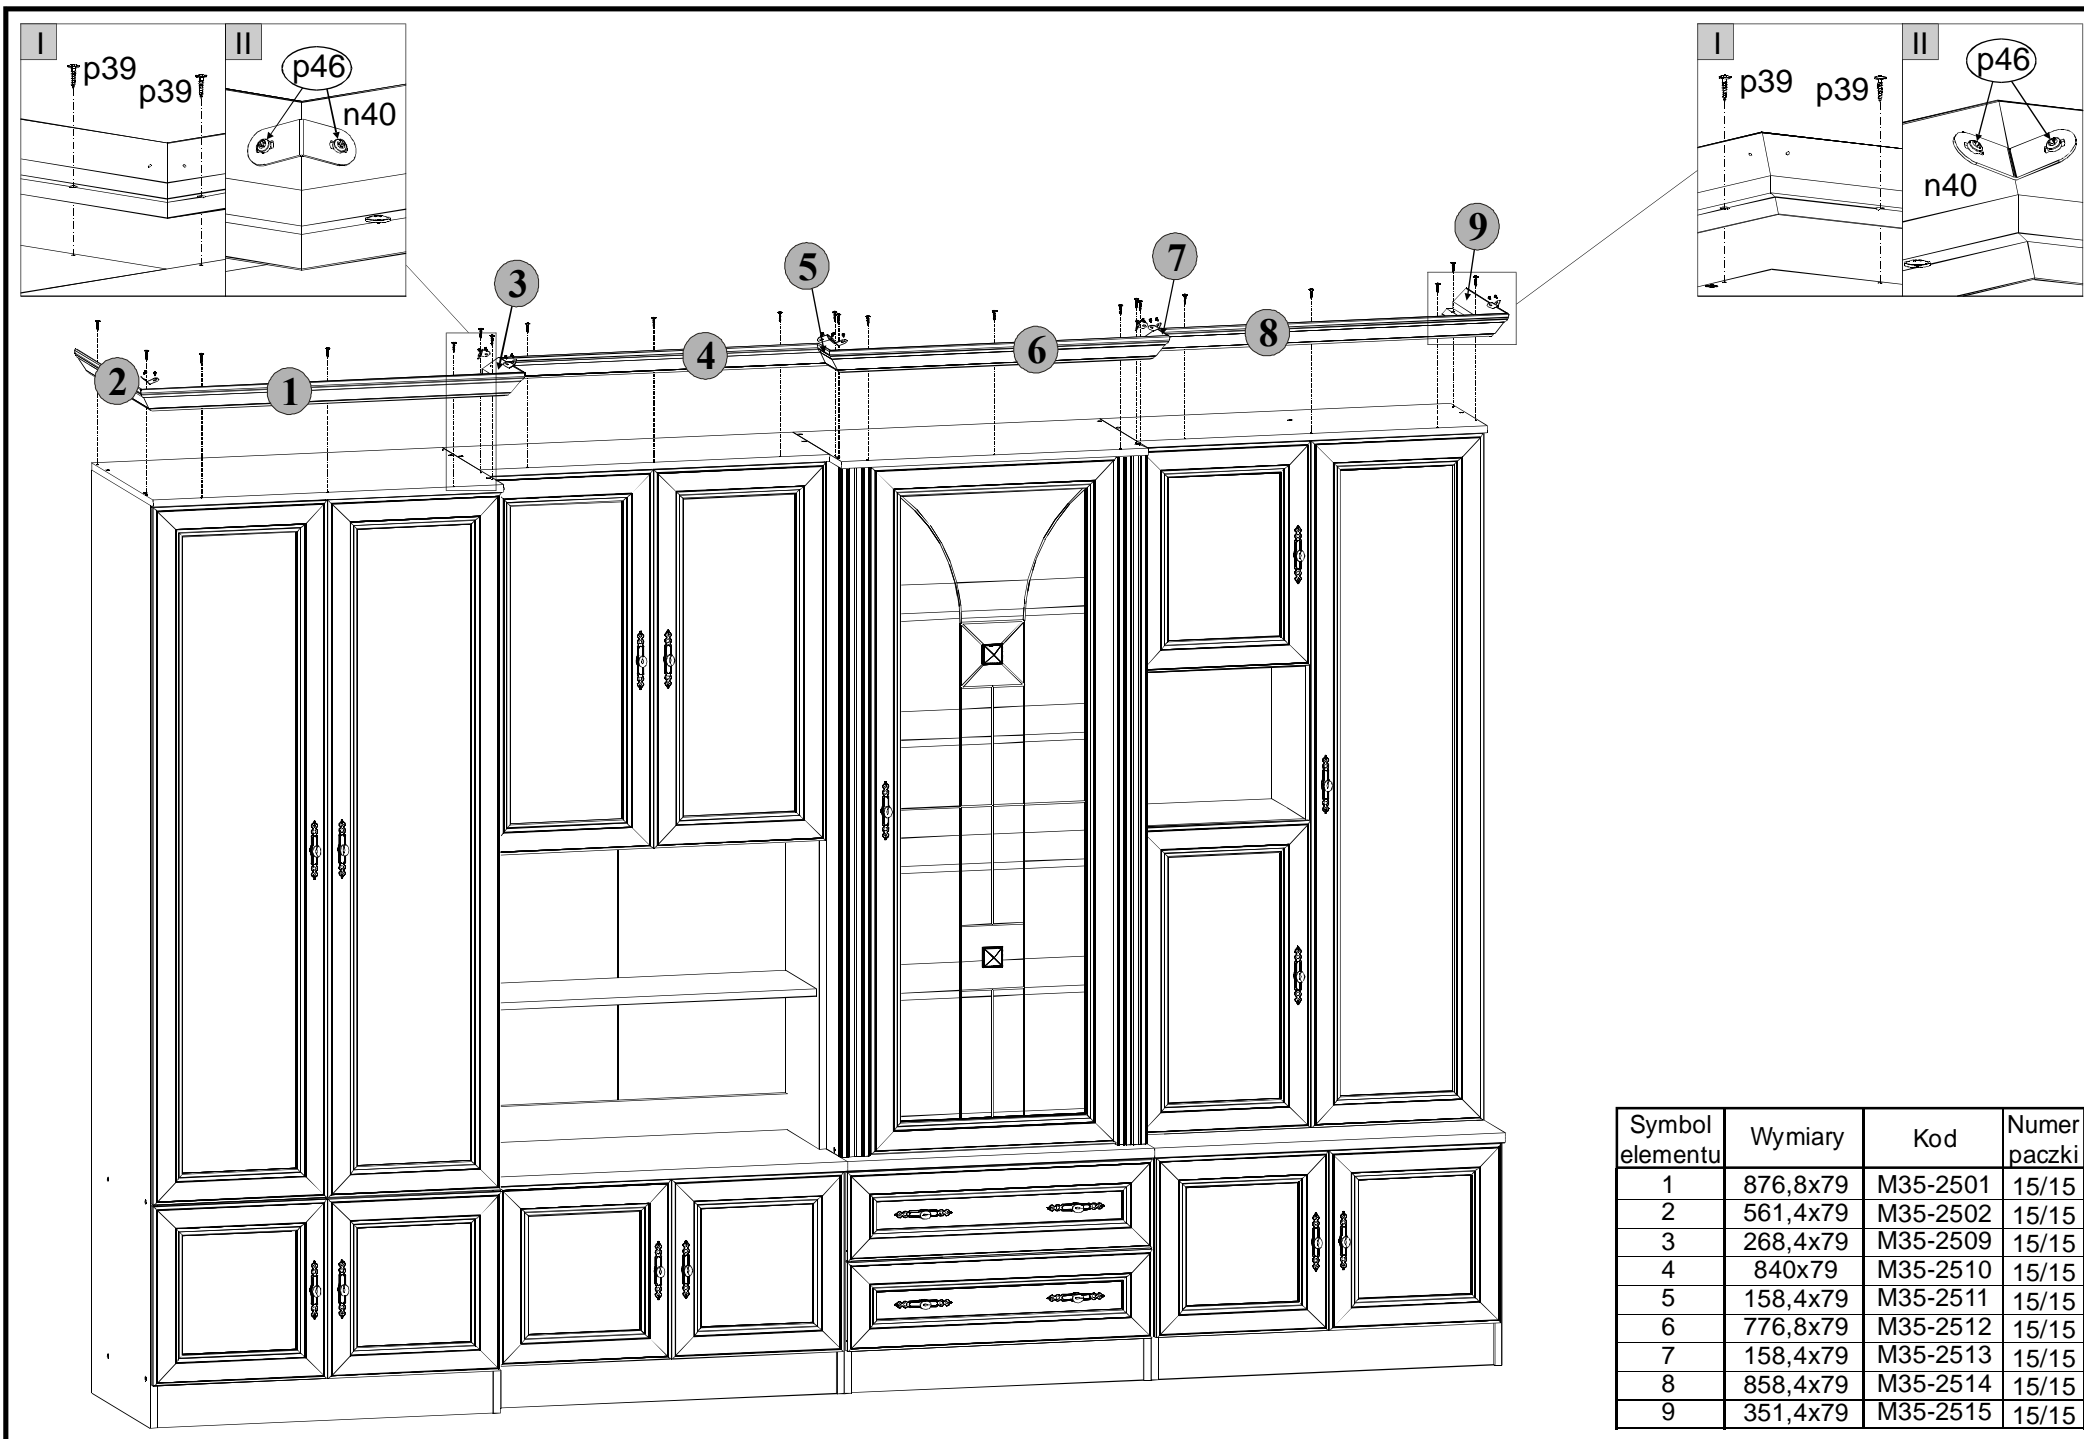 I
p39
p39
II
p46
n40
I
p39 p39
II
p46
n40
9
7
5
3
8
6
4
2
1
Symbol elementu Wymiary Kod Numer paczki
1 876,8x79 M35-2501 15/15
2 561,4x79 M35-2502 15/15
3 268,4x79 M35-2509 15/15
4 840x79 M35-2510 15/15
5 158,4x79 M35-2511 15/15
6 776,8x79 M35-2512 15/15
7 158,4x79 M35-2513 15/15
8 858,4x79 M35-2514 15/15
9 351,4x79 M35-2515 15/15